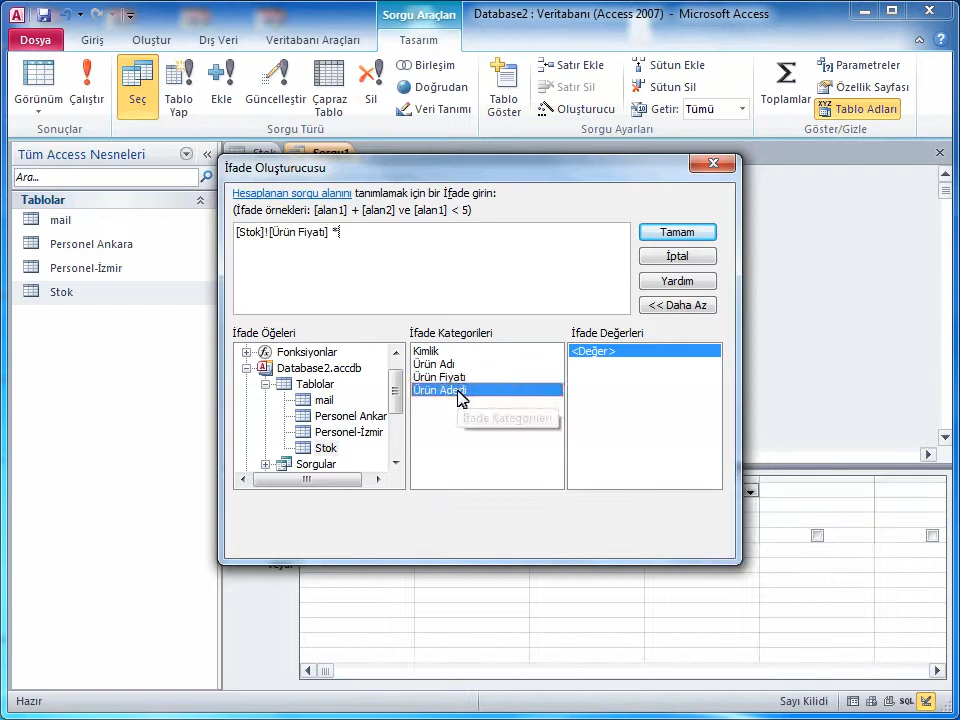 Sorgu Araçları
Database2 : Veritabanı (Access 2007) - Microsoft Access
Dosya
Giriş
Oluştur
Dış Veri
Veritabanı Araçları
Tasarım
Görünüm
Çalıştır
Sonuçlar
Seç
Tablo Yap
Ekle
Güncelleştir
Çapraz Tablo
Sil
Birleşim
Doğrudan
Veri Tanımı
Sorgu Türü
Tablo Göster
Satır Ekle
Satır Sil
Oluşturucu
Sütun Ekle
Sütun Sil
Getir: Tümü
Sorgu Ayarları
Toplamlar
Parametreler
Özellik Sayfası
Tablo Adları
Göster/Gizle
Tüm Access Nesneleri
Ara...
Tablolar
mail
Personel Ankara
Personel-İzmir
Stok
Stok
Sorgu1
İfade Oluşturucusu
Hesaplanan sorgu alanını tanımlamak için bir İfade girin:
(İfade örnekleri: [alan1] + [alan2] ve [alan1] < 5)
[Stok]![Ürün Fiyatı] *
Tamam
İptal
Yardım
<< Daha Az
İfade Öğeleri
Fonksiyonlar
Database2.accdb
Tablolar
mail
Personel Ankar
Personel-İzmir
Stok
Sorgular
İfade Kategorileri
Kimlik
Ürün Adı
Ürün Fiyatı
Ürün Adedi
İfade Kategorileri
İfade Değerleri
<Değer>
Hazır
Sayı Kilidi
SQL